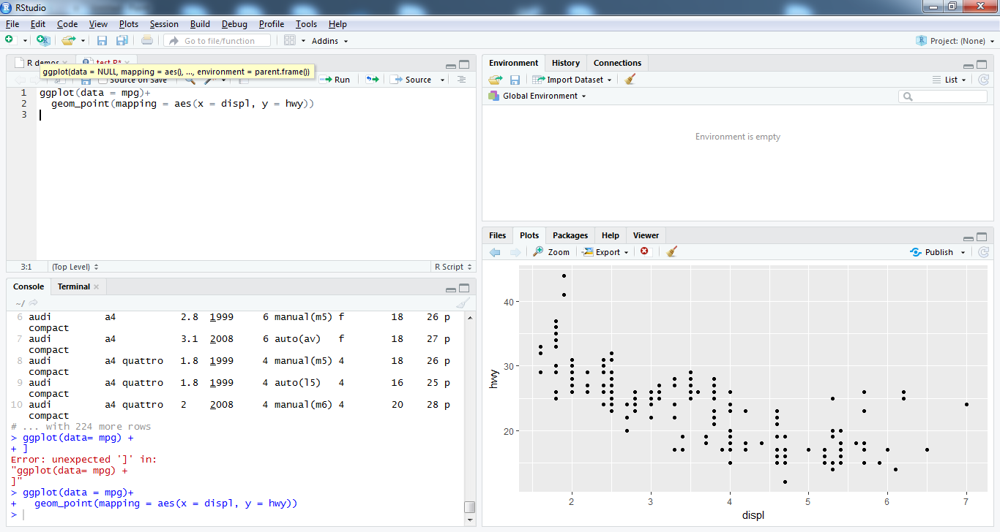 RStudio
File Edit Code View Plots Session Build Debug Profile Tools Help
Go to file/function Addins Project: (None)
R demos test.R*
ggplot(data = NULL, mapping = aes(), ..., environment = parent.frame())
Source on Save Run Source
1 ggplot(data = mpg)+
2 geom_point(mapping = aes(x = displ, y = hwy))
3
3:1 (Top Level) R Script
Console Terminal
~/
6 audi a4 2.8 1999 6 manual(m5) f 18 26 p
compact
7 audi a4 3.1 2008 6 auto(av) f 18 27 p
compact
8 audi a4 quattro 1.8 1999 4 manual(m5) 4 18 26 p
compact
9 audi a4 quattro 1.8 1999 4 auto(l5) 4 16 25 p
compact
10 audi a4 quattro 2 2008 4 manual(m6) 4 20 28 p
compact
# ... with 224 more rows
> ggplot(data= mpg) +
+ ]
Error: unexpected ']' in:
"ggplot(data= mpg) +
]"
> ggplot(data = mpg)+
+ geom_point(mapping = aes(x = displ, y = hwy))
>
Environment History Connections
Import Dataset List
Global Environment
Environment is empty
Files Plots Packages Help Viewer
Zoom Export Publish
40
30
20
hwy
2 3 4 5 6 7
displ